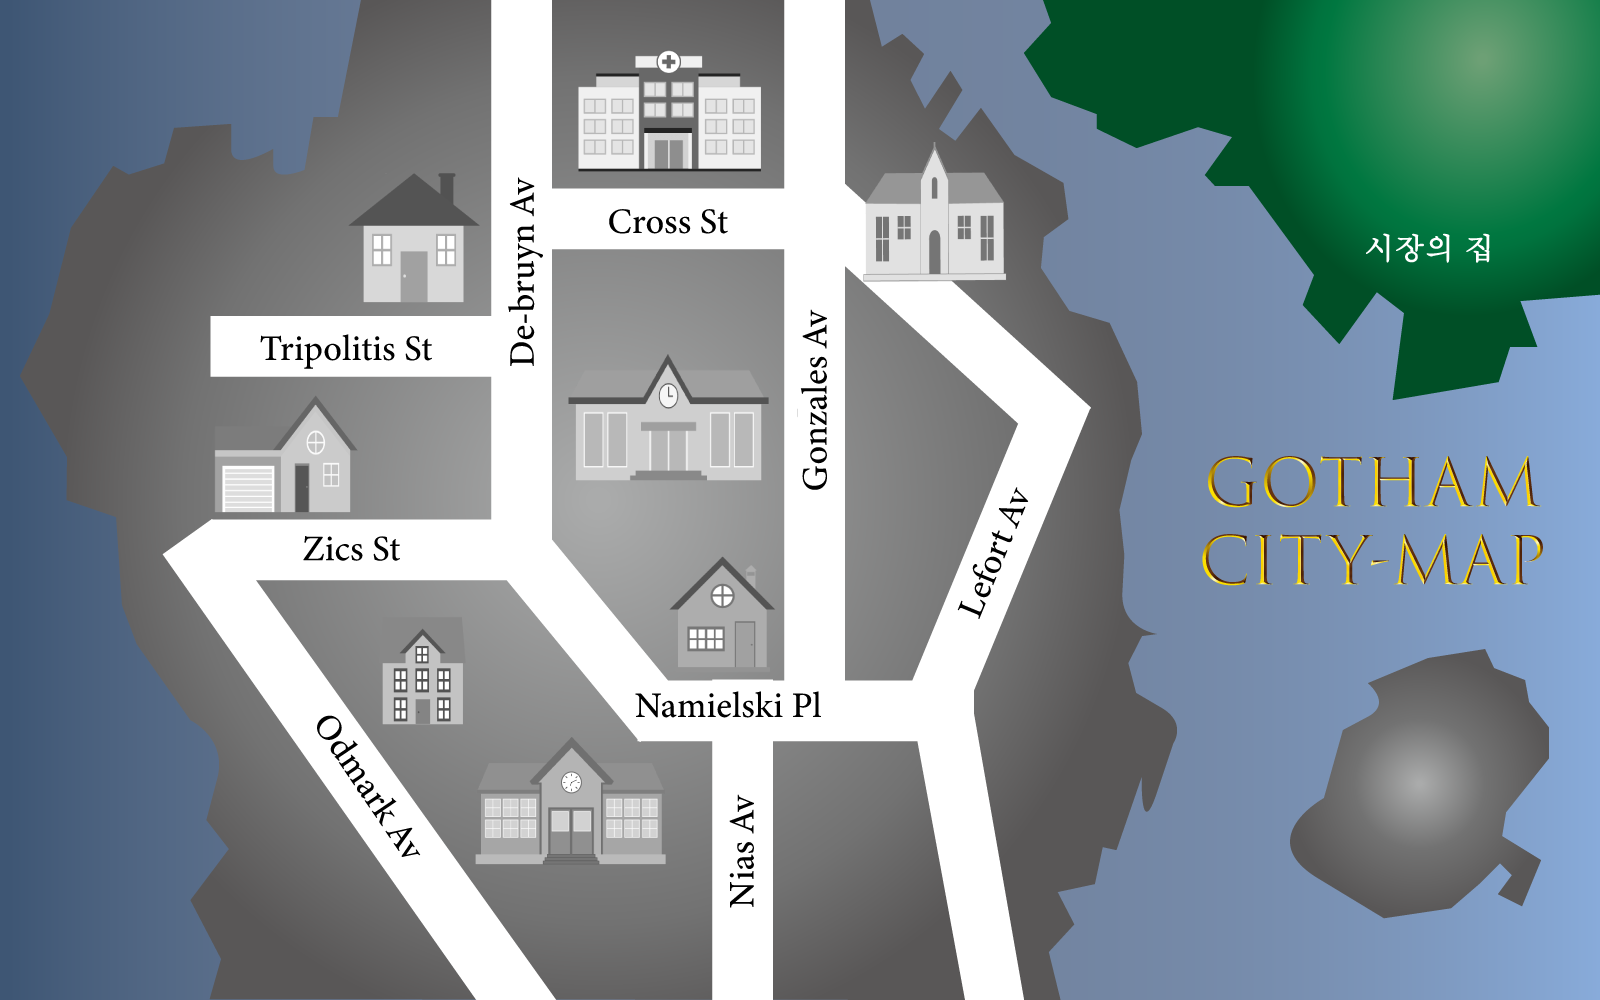 De-bruyn Av
Cross St
시장의 집
Tripolitis St
Gonzales Av
GOTHAM
CITY-MAP
Zics St
Lefort Av
Namielski Pl
Odmark Av
Nias Av